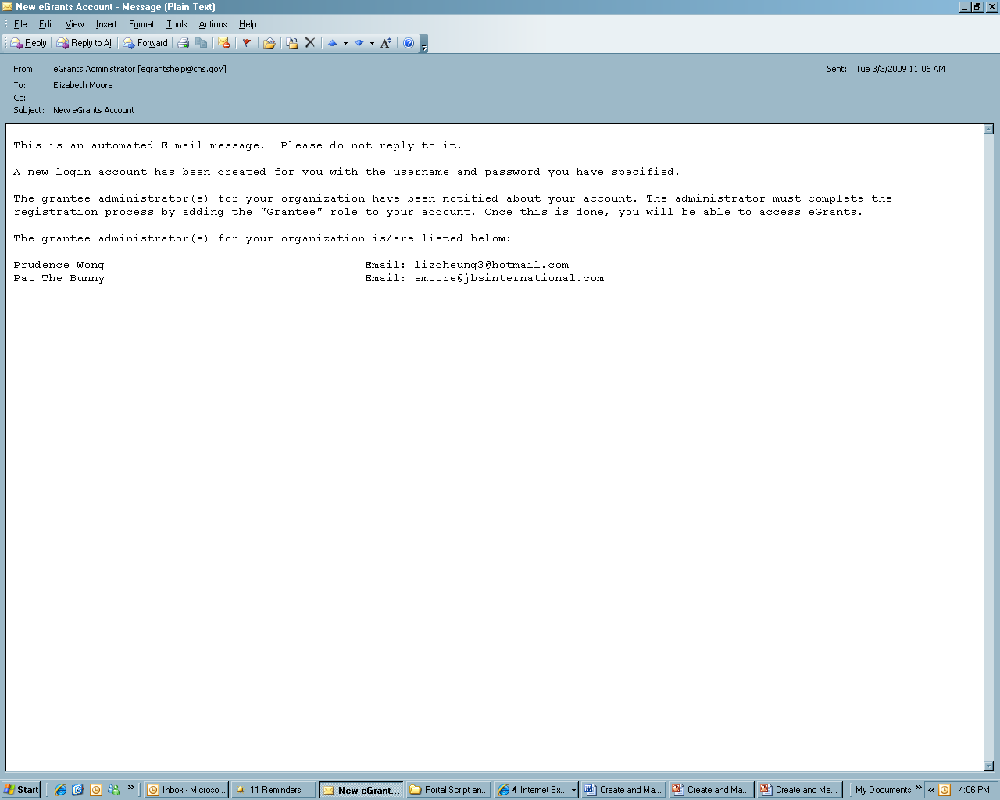 New eGrants Account - Message (Plain Text)
File Edit View Insert Format Tools Actions Help
Reply Reply to All Forward
From: eGrants Administrator [egrantshelp@cns.gov] Sent: Tue 3/3/2009 11:06 AM
To: Elizabeth Moore
Cc:
Subject: New eGrants Account
This is an automated E-mail message.  Please do not reply to it.
A new login account has been created for you with the username and password you have specified.
The grantee administrator(s) for your organization have been notified about your account. The administrator must complete the
registration process by adding the "Grantee" role to your account. Once this is done, you will be able to access eGrants.
The grantee administrator(s) for your organization is/are listed below:
Prudence Wong Email: lizcheung3@hotmail.com
Pat The Bunny Email: emoore@jbsinternational.com
Start Inbox - Microso... 11 Reminders New eGrant... Portal Script an... 4 Internet Ex... Create and Ma... Create and Ma... Create and Ma... My Documents » « 4:06 PM